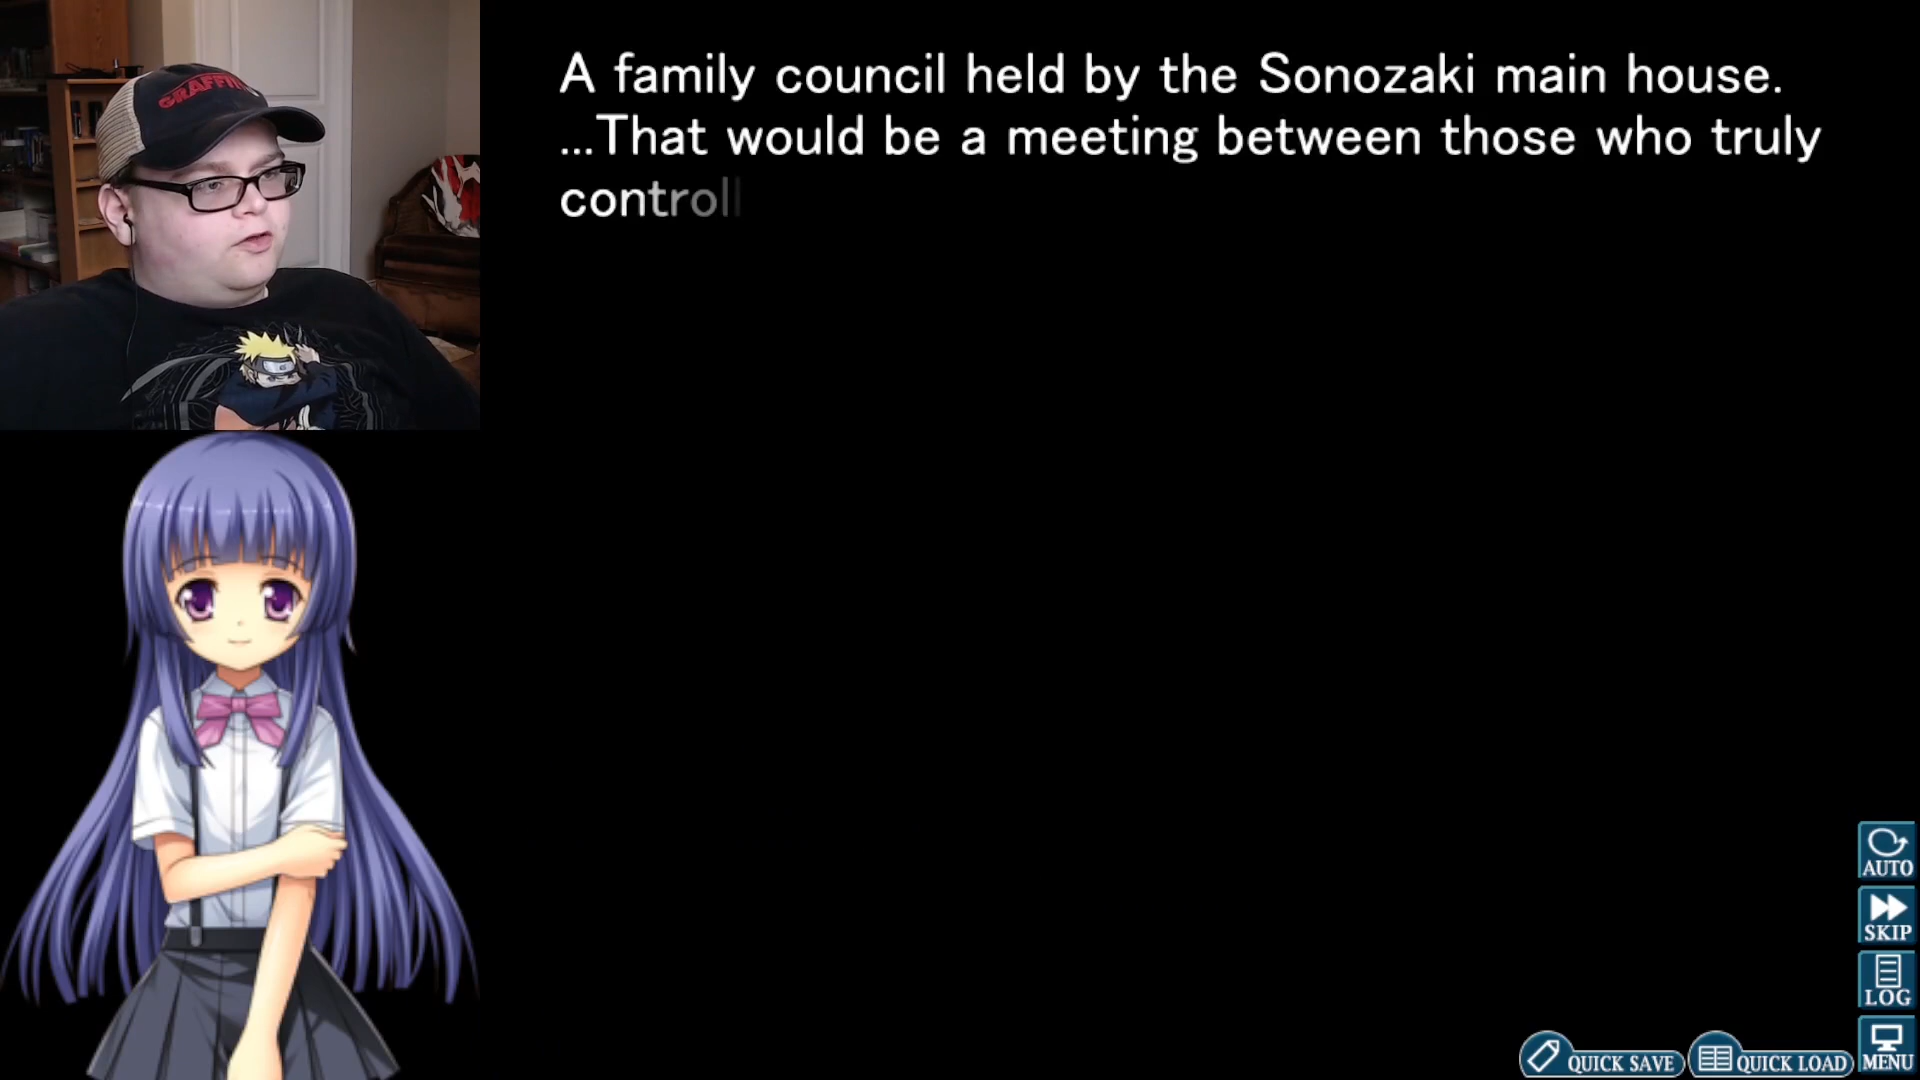 GRAFFITI
A family council held by the Sonozaki main house.
...That would be a meeting between those who truly
controll
AUTO
SKIP
LOG
MENU
QUICK SAVE
QUICK LOAD